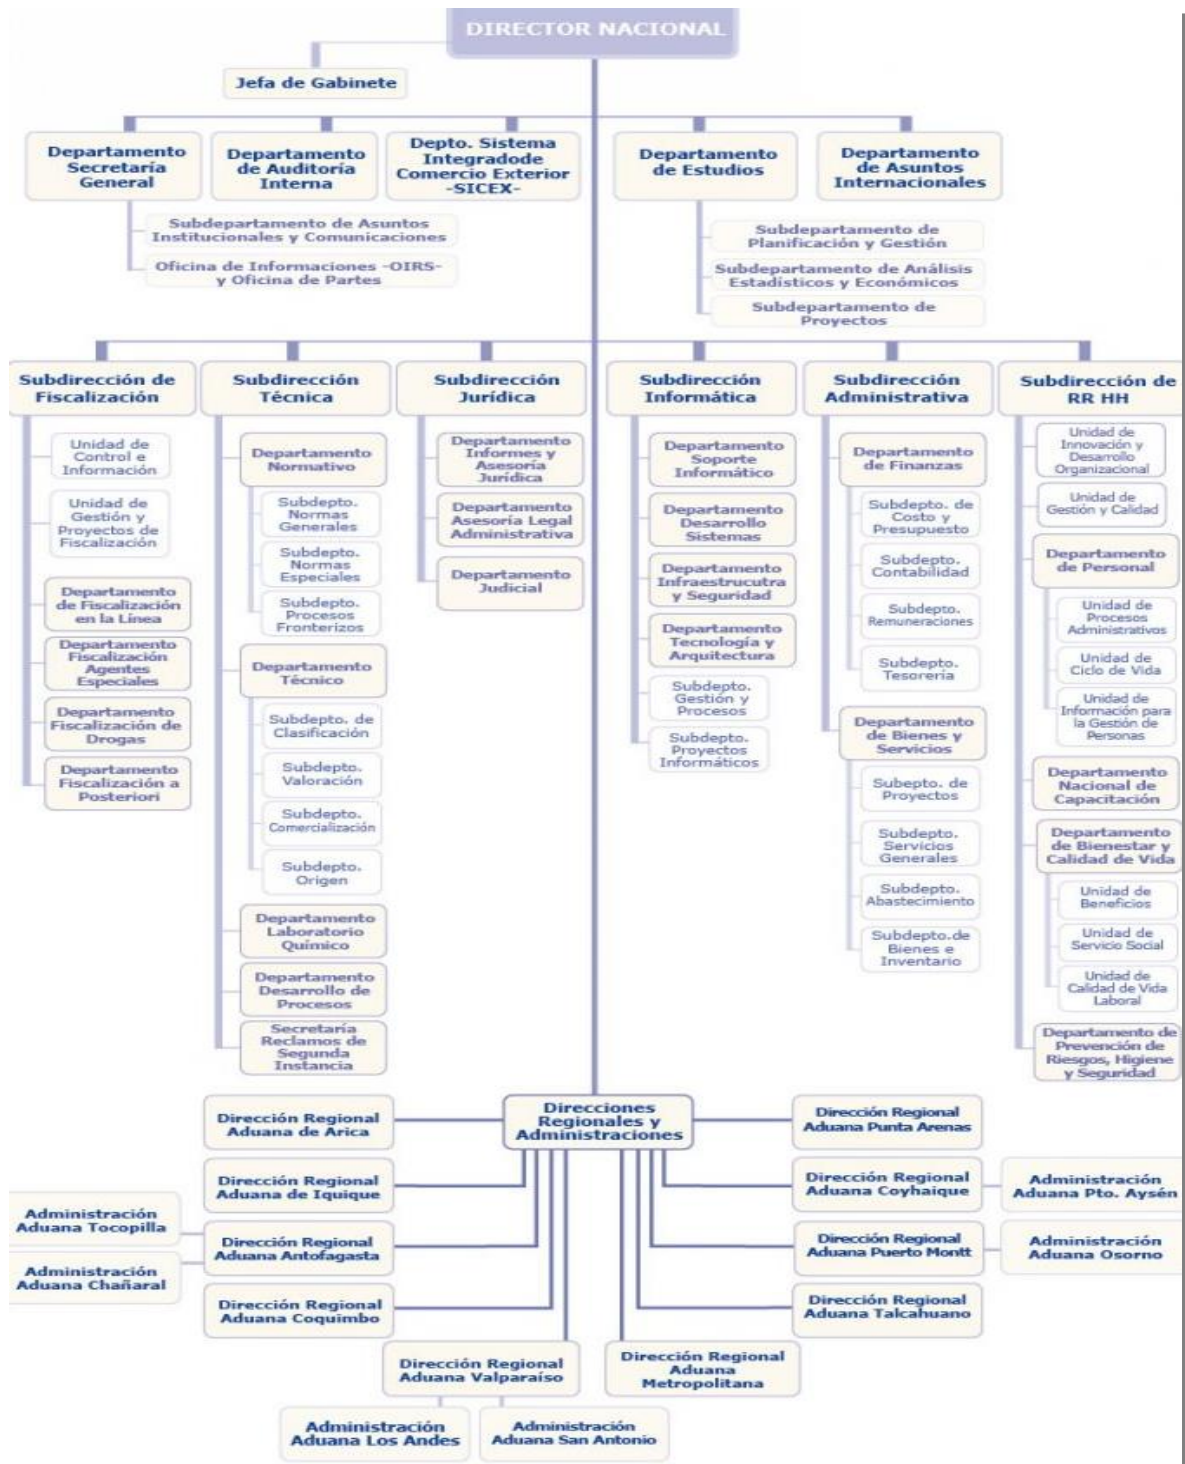 DIRECTOR NACIONAL
Jefa de Gabinete
Departamento
Secretaría
General
Departamento
de Auditoría
Interna
Depto. Sistema
Integradode
Comercio Exterior
-SICEX-
Departamento
de Estudios
Departamento
de Asuntos
Internacionales
Subdepartamento de Asuntos
Institucionales y Comunicaciones
Oficina de Informaciones -OIRS-
y Oficina de Partes
Subdepartamento de
Planificación y Gestión
Subdepartamento de Análisis
Estadísticos y Económicos
Subdepartamento de
Proyectos
Subdirección de
Fiscalización
Unidad de
Control e
Información
Unidad de
Gestión y
Proyectos de
Fiscalización
Departamento
de Fiscalización
en la Línea
Departamento
Fiscalización
Agentes
Especiales
Departamento
Fiscalización de
Drogas
Departamento
Fiscalización a
Posteriori
Subdirección
Técnica
Departamento
Normativo
Subdepto.
Normas
Generales
Subdepto.
Normas
Especiales
Subdepto.
Procesos
Fronterizos
Departamento
Técnico
Subdepto. de
Clasificación
Subdepto.
Valoración
Subdepto.
Comercialización
Subdepto.
Origen
Departamento
Laboratorio
Químico
Departamento
Desarrollo de
Procesos
Secretaría
Reclamos de
Segunda
Instancia
Subdirección
Jurídica
Departamento
Informes y
Asesoría
Jurídica
Departamento
Asesoría Legal
Administrativa
Departamento
Judicial
Subdirección
Informática
Departamento
Soporte
Informático
Departamento
Desarrollo
Sistemas
Departamento
Infraestrucutra
y Seguridad
Departamento
Tecnología y
Arquitectura
Subdepto.
Gestión y
Procesos
Subdepto.
Proyectos
Informáticos
Subdirección
Administrativa
Departamento
de Finanzas
Subdepto. de
Costo y
Presupuesto
Subdepto.
Contabilidad
Subdepto.
Remuneraciones
Subdepto.
Tesorería
Departamento
de Bienes y
Servicios
Subepto. de
Proyectos
Subdepto.
Servicios
Generales
Subdepto.
Abastecimiento
Subdepto.de
Bienes e
Inventario
Subdirección de
RR HH
Unidad de
Innovación y
Desarrollo
Organizacional
Unidad de
Gestión y Calidad
Departamento
de Personal
Unidad de
Procesos
Administrativos
Unidad de
Ciclo de Vida
Unidad de
Información para
la Gestión de
Personas
Departamento
Nacional de
Capacitación
Departamento
de Bienestar y
Calidad de Vida
Unidad de
Beneficios
Unidad de
Servicio Social
Unidad de
Calidad de Vida
Laboral
Departamento de
Prevención de
Riesgos, Higiene
y Seguridad
Direcciones
Regionales y
Administraciones
Dirección Regional
Aduana de Arica
Dirección Regional
Aduana de Iquique
Administración
Aduana Tocopilla
Dirección Regional
Aduana Antofagasta
Administración
Aduana Chañaral
Dirección Regional
Aduana Coquimbo
Dirección Regional
Aduana Valparaíso
Administración
Aduana Los Andes
Administración
Aduana San Antonio
Dirección Regional
Aduana Punta Arenas
Dirección Regional
Aduana Coyhaique
Administración
Aduana Pto. Aysén
Dirección Regional
Aduana Puerto Montt
Administración
Aduana Osorno
Dirección Regional
Aduana Talcahuano
Dirección Regional
Aduana
Metropolitana